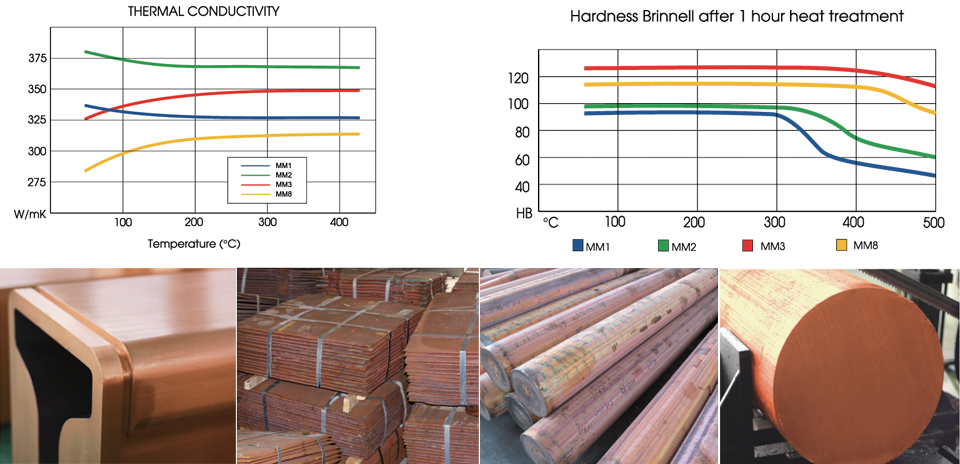 THERMAL CONDUCTIVITY
375
350
325
300
275
W/mK
100 200 300 400
Temperature (°C)
MM1
MM2
MM3
MM8
Hardness Brinnell after 1 hour heat treatment
120
100
80
60
40
HB
°C 100 200 300 400 500
MM1 MM2 MM3 MM8